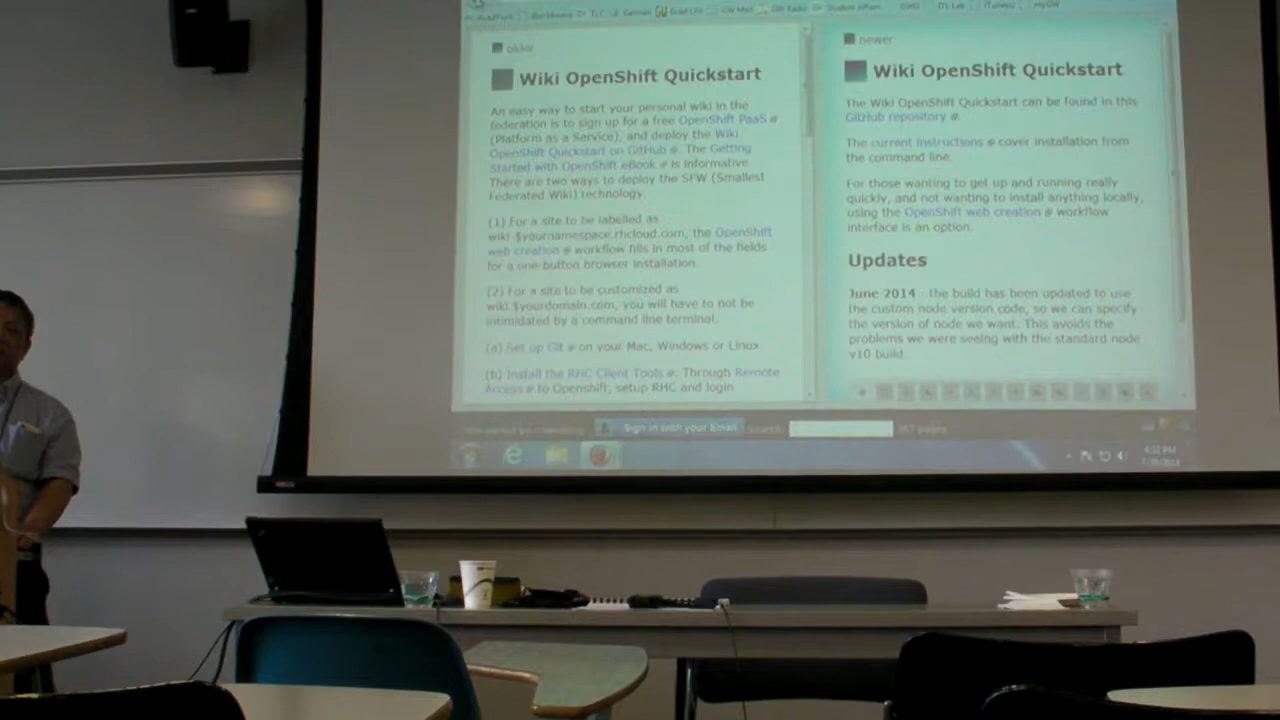 older
Wiki OpenShift Quickstart
An easy way to start your personal wiki in the
federation is to sign up for a free OpenShift PaaS
(Platform as a Service), and deploy the Wiki
OpenShift Quickstart on GitHub. The Getting
Started with OpenShift eBook is informative
There are two ways to deploy the SFW (Smallest
Federated Wiki) technology.
(1) For a site to be labelled as
wiki-$yournamespace.rhcloud.com, the OpenShift
web creation workflow fills in most of the fields
for a one-button browser installation.
(2) For a site to be customized as
wiki.$yourdomain.com, you will have to not be
intimidated by a command line terminal.
(a) Set up Git on your Mac, Windows or Linux
(b) Install the RHC Client Tools. Through Remote
Access to Openshift, setup RHC and login
newer
Wiki OpenShift Quickstart
The Wiki OpenShift Quickstart can be found in this
GitHub repository.
The current instructions cover installation from
the command line.
For those wanting to get up and running really
quickly, and not wanting to install anything locally,
using the OpenShift web creation workflow
interface is an option.
Updates
June 2014 - the build has been updated to use
the custom node version code, so we can specify
the version of node we want. This avoids the
problems we were seeing with the standard node
v10 build.
Sign in with your Email
Search:
pages
4:32 PM